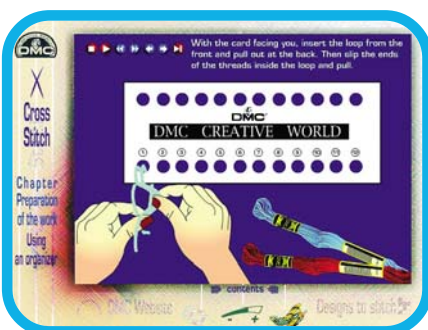 DMC
With the card facing you, insert the loop from the
front and pull out at the back. Then slip the ends
of the threads inside the loop and pull.
Cross
Stitch
Chapter
Preparation
of the work
Using
an organizer
DMC
DMC CREATIVE WORLD
1 2 3 4 5 6 7 8 9 10 11 12
contents
DMC Website
Designs to stitch